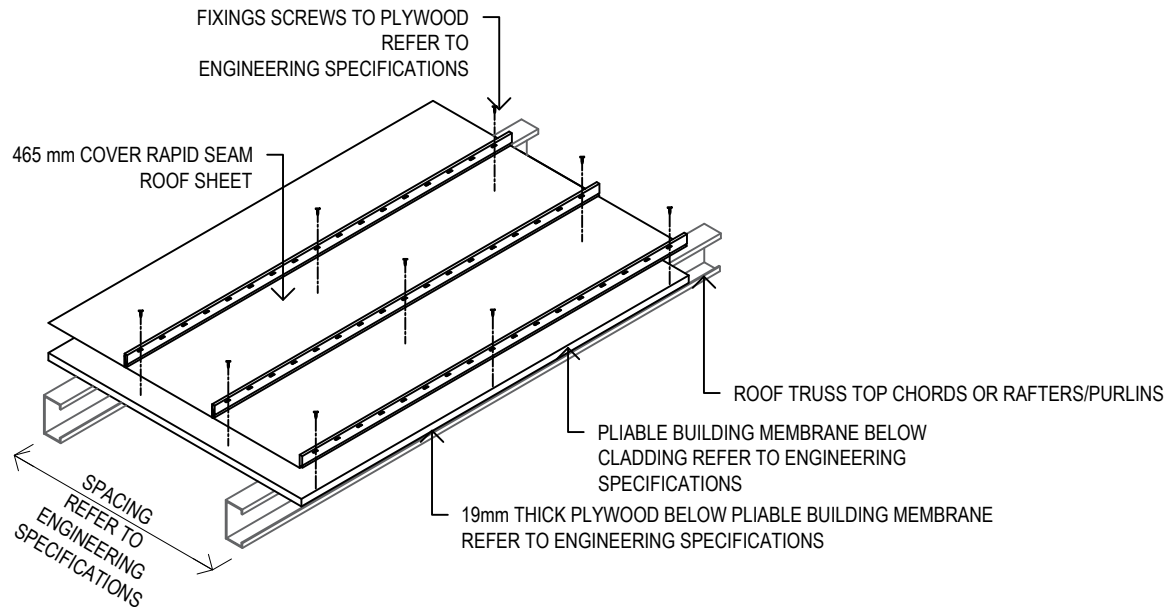 FIXINGS SCREWS TO PLYWOOD
REFER TO
ENGINEERING SPECIFICATIONS
465 mm COVER RAPID SEAM
ROOF SHEET
ROOF TRUSS TOP CHORDS OR RAFTERS/PURLINS
PLIABLE BUILDING MEMBRANE BELOW
CLADDING REFER TO ENGINEERING
SPECIFICATIONS
19mm THICK PLYWOOD BELOW PLIABLE BUILDING MEMBRANE
REFER TO ENGINEERING SPECIFICATIONS
SPACING
REFER TO
ENGINEERING
SPECIFICATIONS